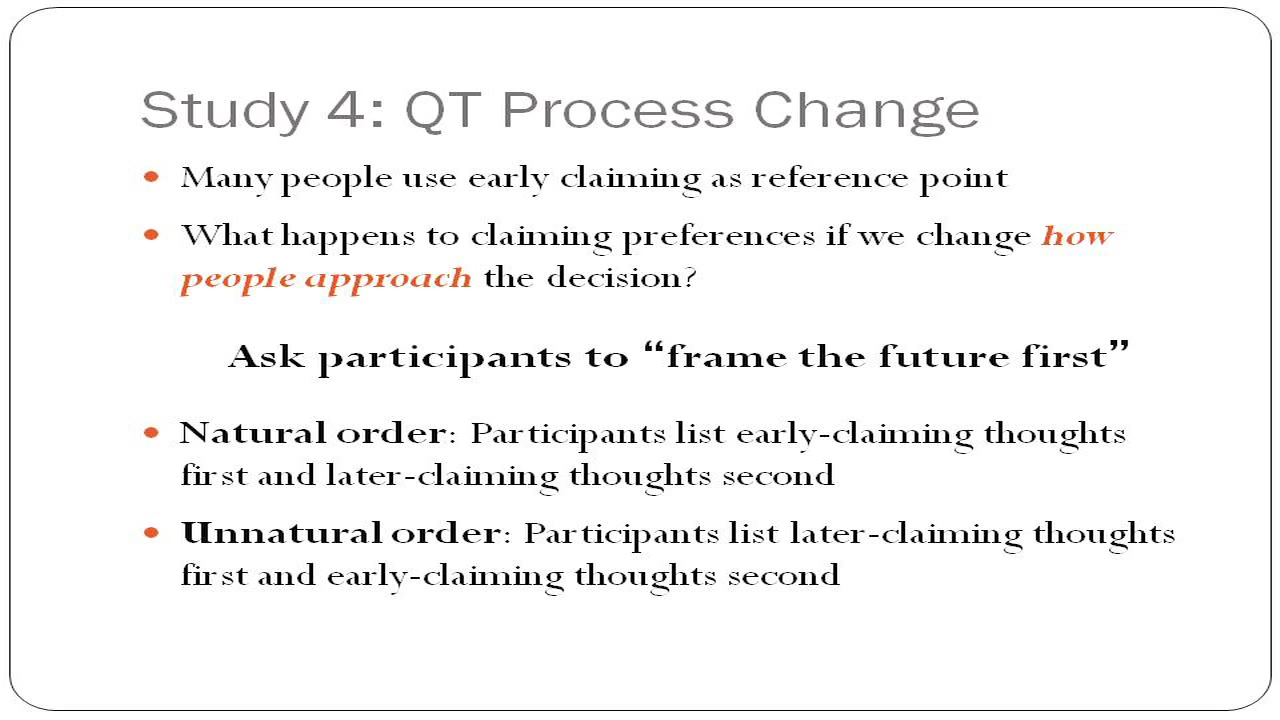 Study 4: QT Process Change
• Many people use early claiming as reference point
• What happens to claiming preferences if we change how
people approach the decision?
Ask participants to “frame the future first”
• Natural order: Participants list early-claiming thoughts
first and later-claiming thoughts second
• Unnatural order: Participants list later-claiming thoughts
first and early-claiming thoughts second